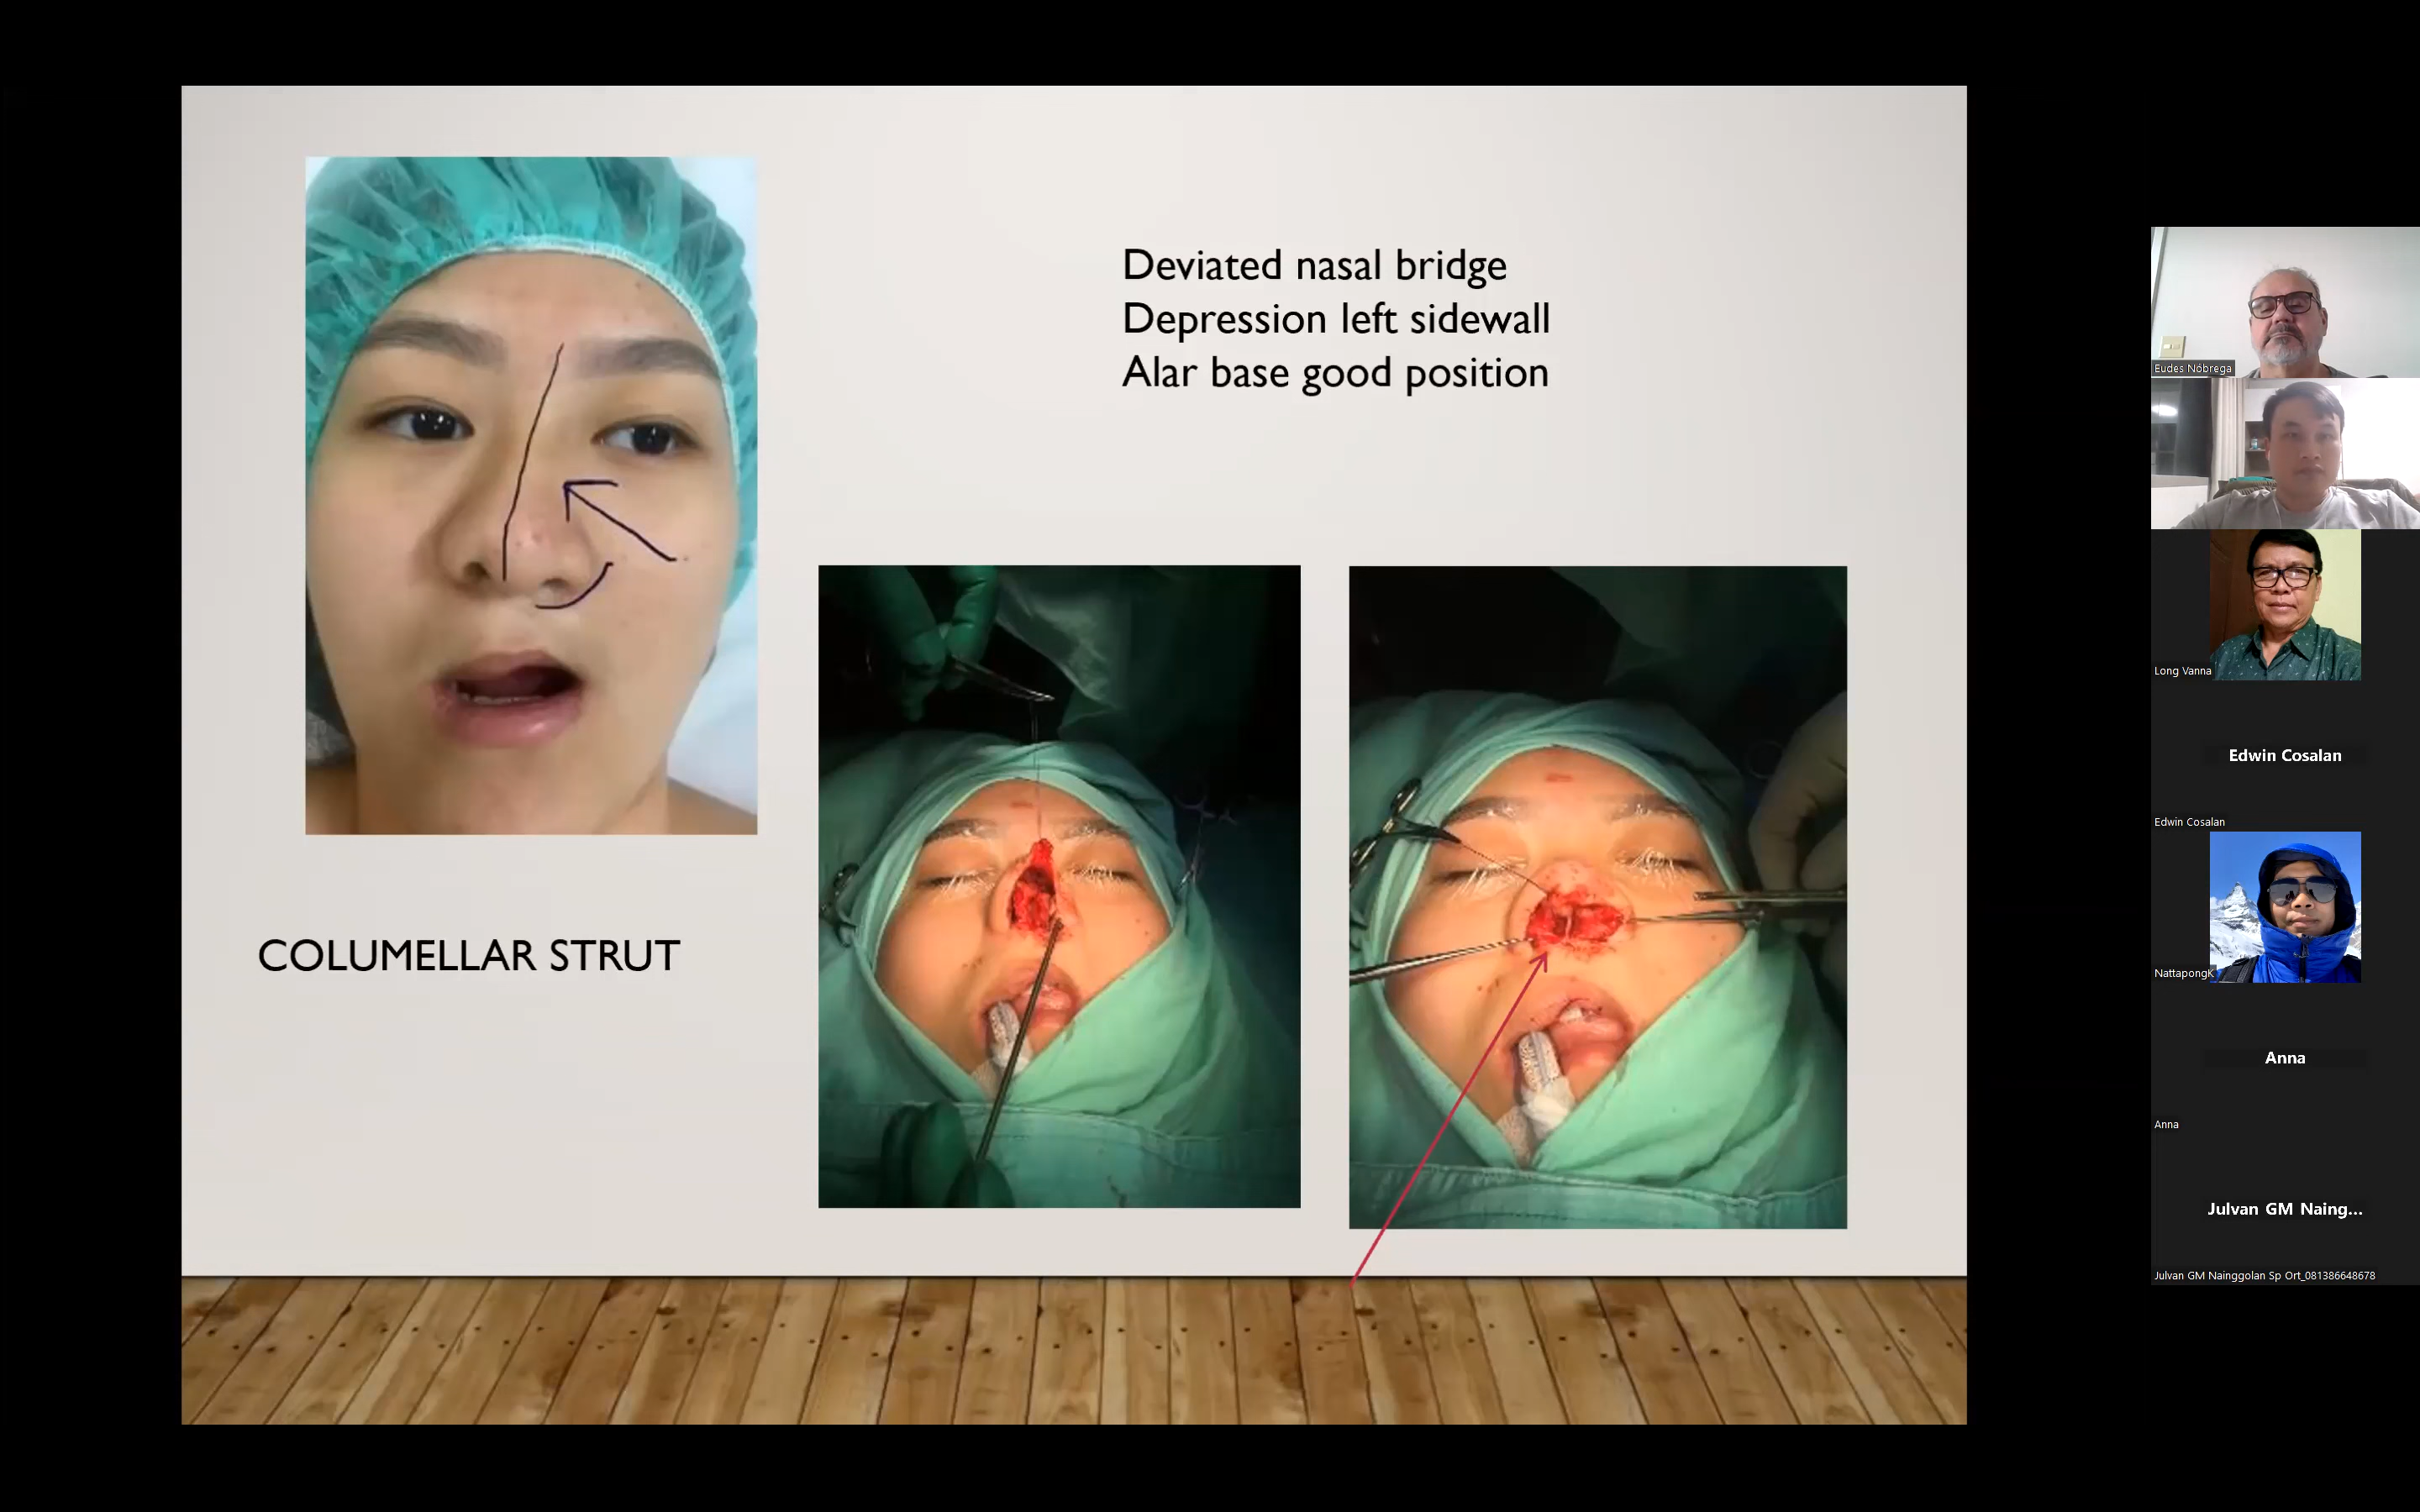 Deviated nasal bridge
Depression left sidewall
Alar base good position
COLUMELLAR STRUT
Eudes Nóbrega
Long Vanna
Edwin Cosalan
Edwin Cosalan
NattapongK
Anna
Anna
Julvan GM Naing...
Julvan GM Nainggolan Sp Ort_081386648678